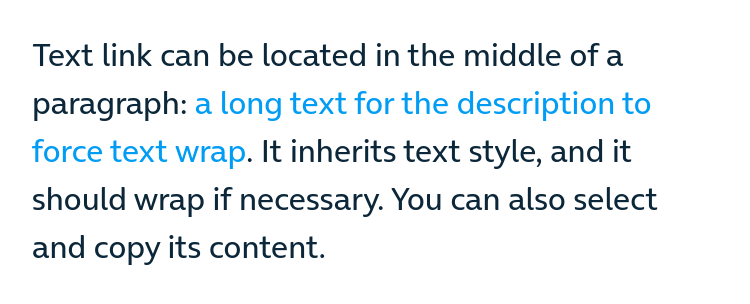 Text link can be located in the middle of a
paragraph: a long text for the description to
force text wrap. It inherits text style, and it
should wrap if necessary. You can also select
and copy its content.